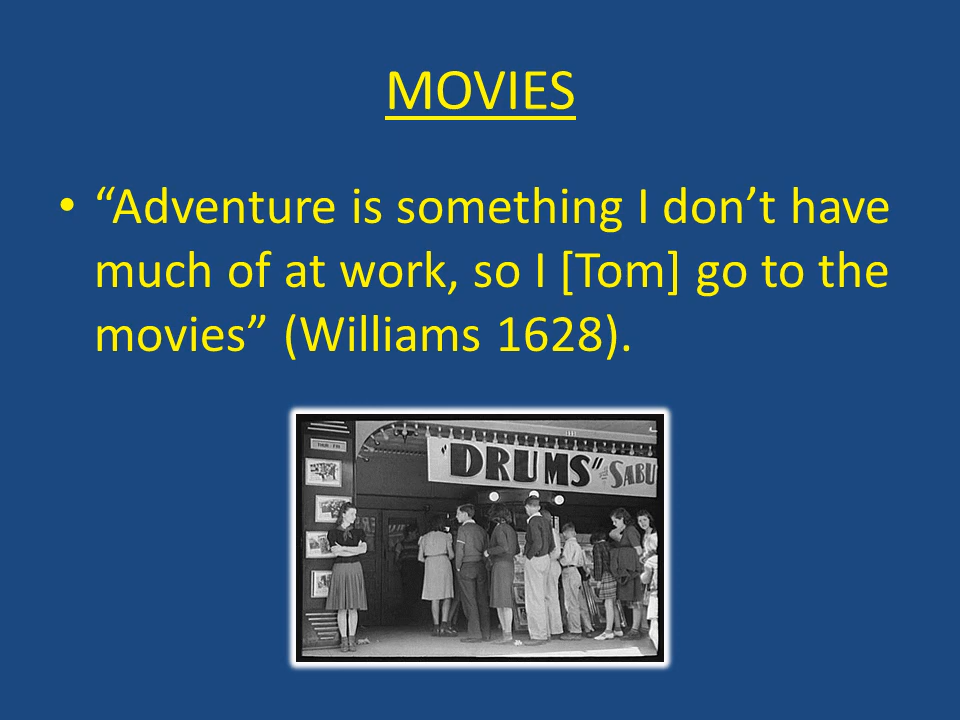 MOVIES
• “Adventure is something I don’t have
much of at work, so I [Tom] go to the
movies” (Williams 1628).
"DRUMS" SABU